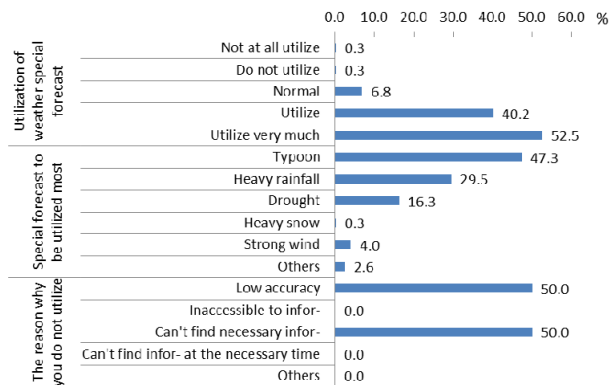 0.0 10.0 20.0 30.0 40.0 50.0 60.0 %
Utilization of
weather special
forecast
Not at all utilize 0.3
Do not utilize 0.3
Normal 6.8
Utilize 40.2
Utilize very much 52.5
Special forecast to
be utilized most
Typoon 47.3
Heavy rainfall 29.5
Drought 16.3
Heavy snow 0.3
Strong wind 4.0
Others 2.6
The reason why
you do not utilize
Low accuracy 50.0
Inaccessible to infor- 0.0
Can't find necessary infor- 50.0
Can't find infor- at the necessary time 0.0
Others 0.0